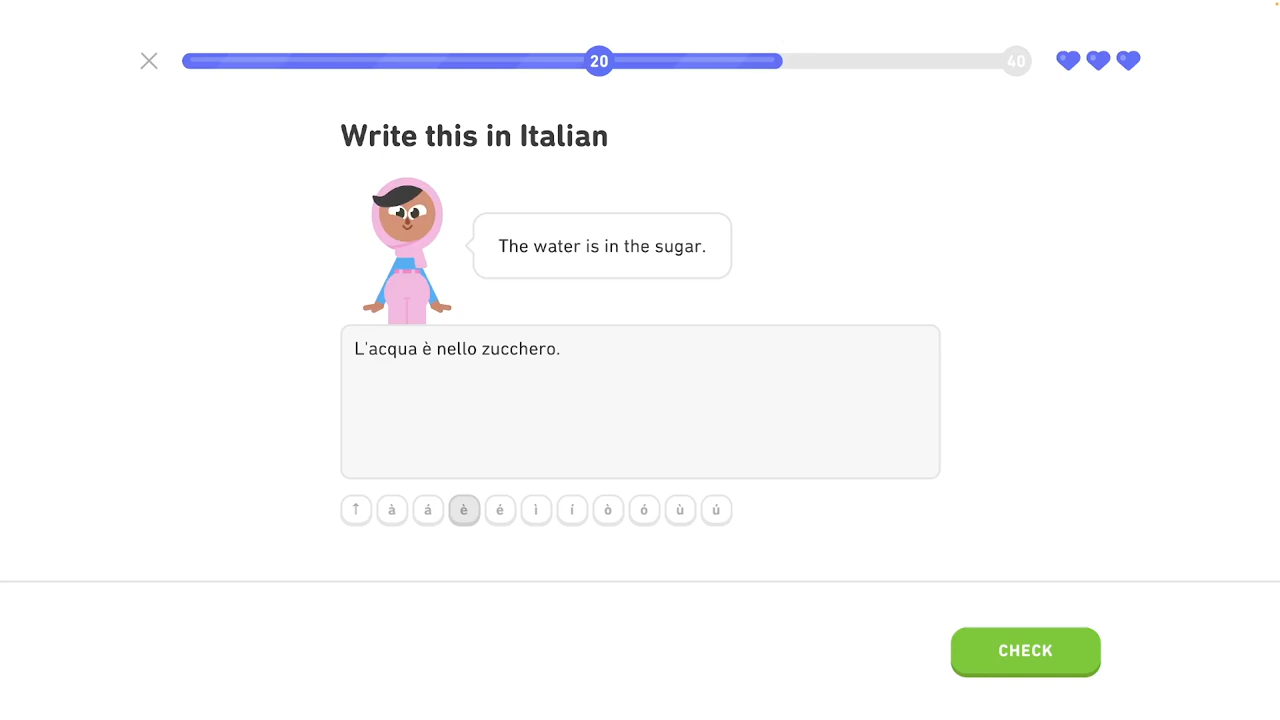 20
40
Write this in Italian
The water is in the sugar.
L'acqua è nello zucchero.
↑ à á è é ì í ò ó ù ú
CHECK